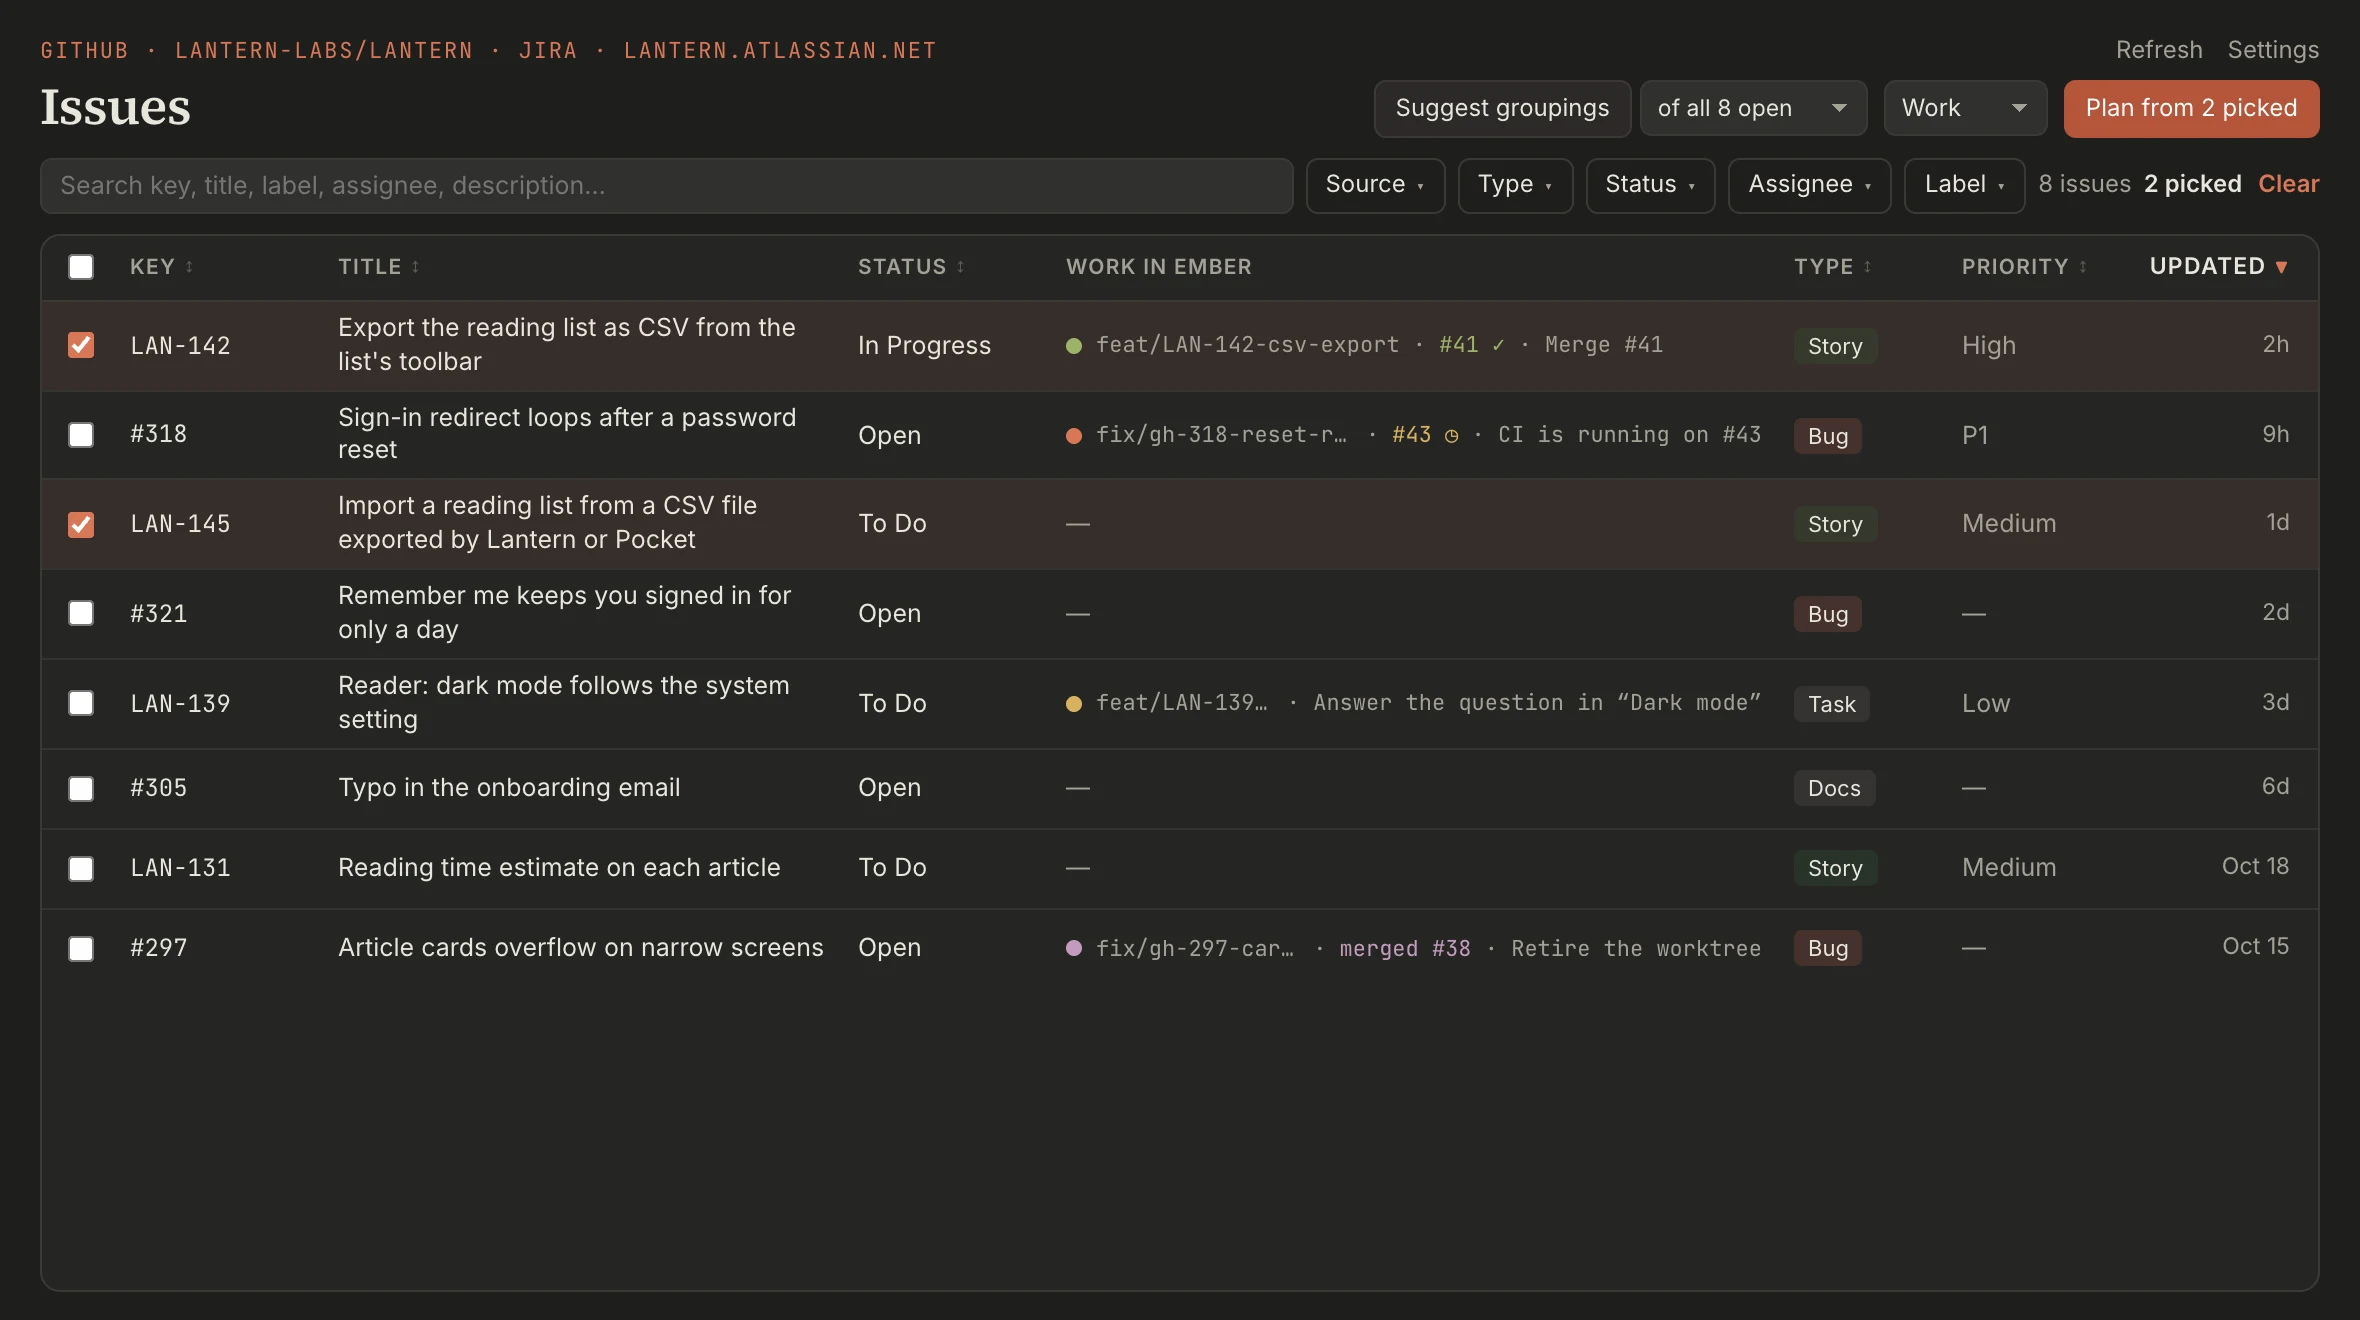 GITHUB · LANTERN-LABS/LANTERN · JIRA · LANTERN.ATLASSIAN.NET
Refresh Settings
Issues
Suggest groupings of all 8 open Work Plan from 2 picked
Search key, title, label, assignee, description...
Source Type Status Assignee Label 8 issues 2 picked Clear
KEY TITLE STATUS WORK IN EMBER TYPE PRIORITY UPDATED
LAN-142 Export the reading list as CSV from the
list's toolbar
In Progress feat/LAN-142-csv-export · #41 ✓ · Merge #41 Story High 2h
#318 Sign-in redirect loops after a password
reset
Open fix/gh-318-reset-r… · #43 ◷ · CI is running on #43 Bug P1 9h
LAN-145 Import a reading list from a CSV file
exported by Lantern or Pocket
To Do — Story Medium 1d
#321 Remember me keeps you signed in for
only a day
Open — Bug — 2d
LAN-139 Reader: dark mode follows the system
setting
To Do feat/LAN-139… · Answer the question in “Dark mode” Task Low 3d
#305 Typo in the onboarding email Open — Docs — 6d
LAN-131 Reading time estimate on each article To Do — Story Medium Oct 18
#297 Article cards overflow on narrow screens Open fix/gh-297-car… · merged #38 · Retire the worktree Bug — Oct 15